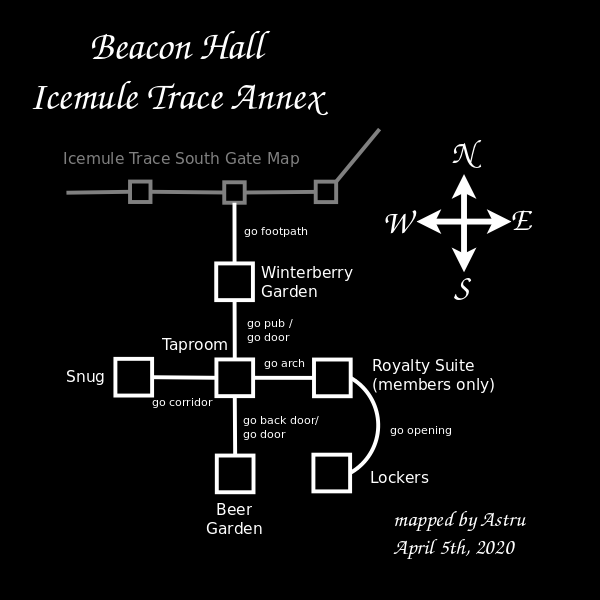 Beacon Hall
Icemule Trace Annex
Icemule Trace South Gate Map
N
W
E
S
go footpath
Winterberry
Garden
go pub /
go door
Taproom
go arch
Royalty Suite
(members only)
Snug
go corridor
go back door/
go door
go opening
Lockers
Beer
Garden
mapped by Astru
April 5th, 2020